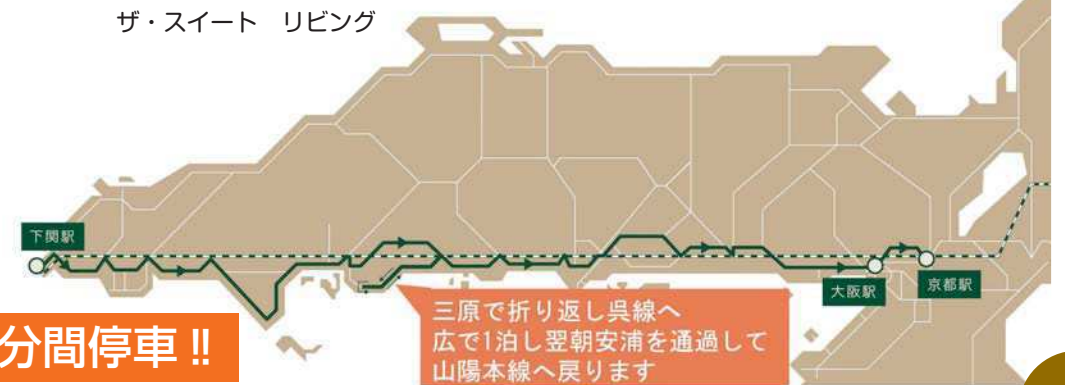 ザ・スイート　リビング
下関駅
大阪駅
京都駅
三原で折り返し呉線へ
広で1泊し翌朝安浦を通過して
山陽本線へ戻ります
分間停車!!